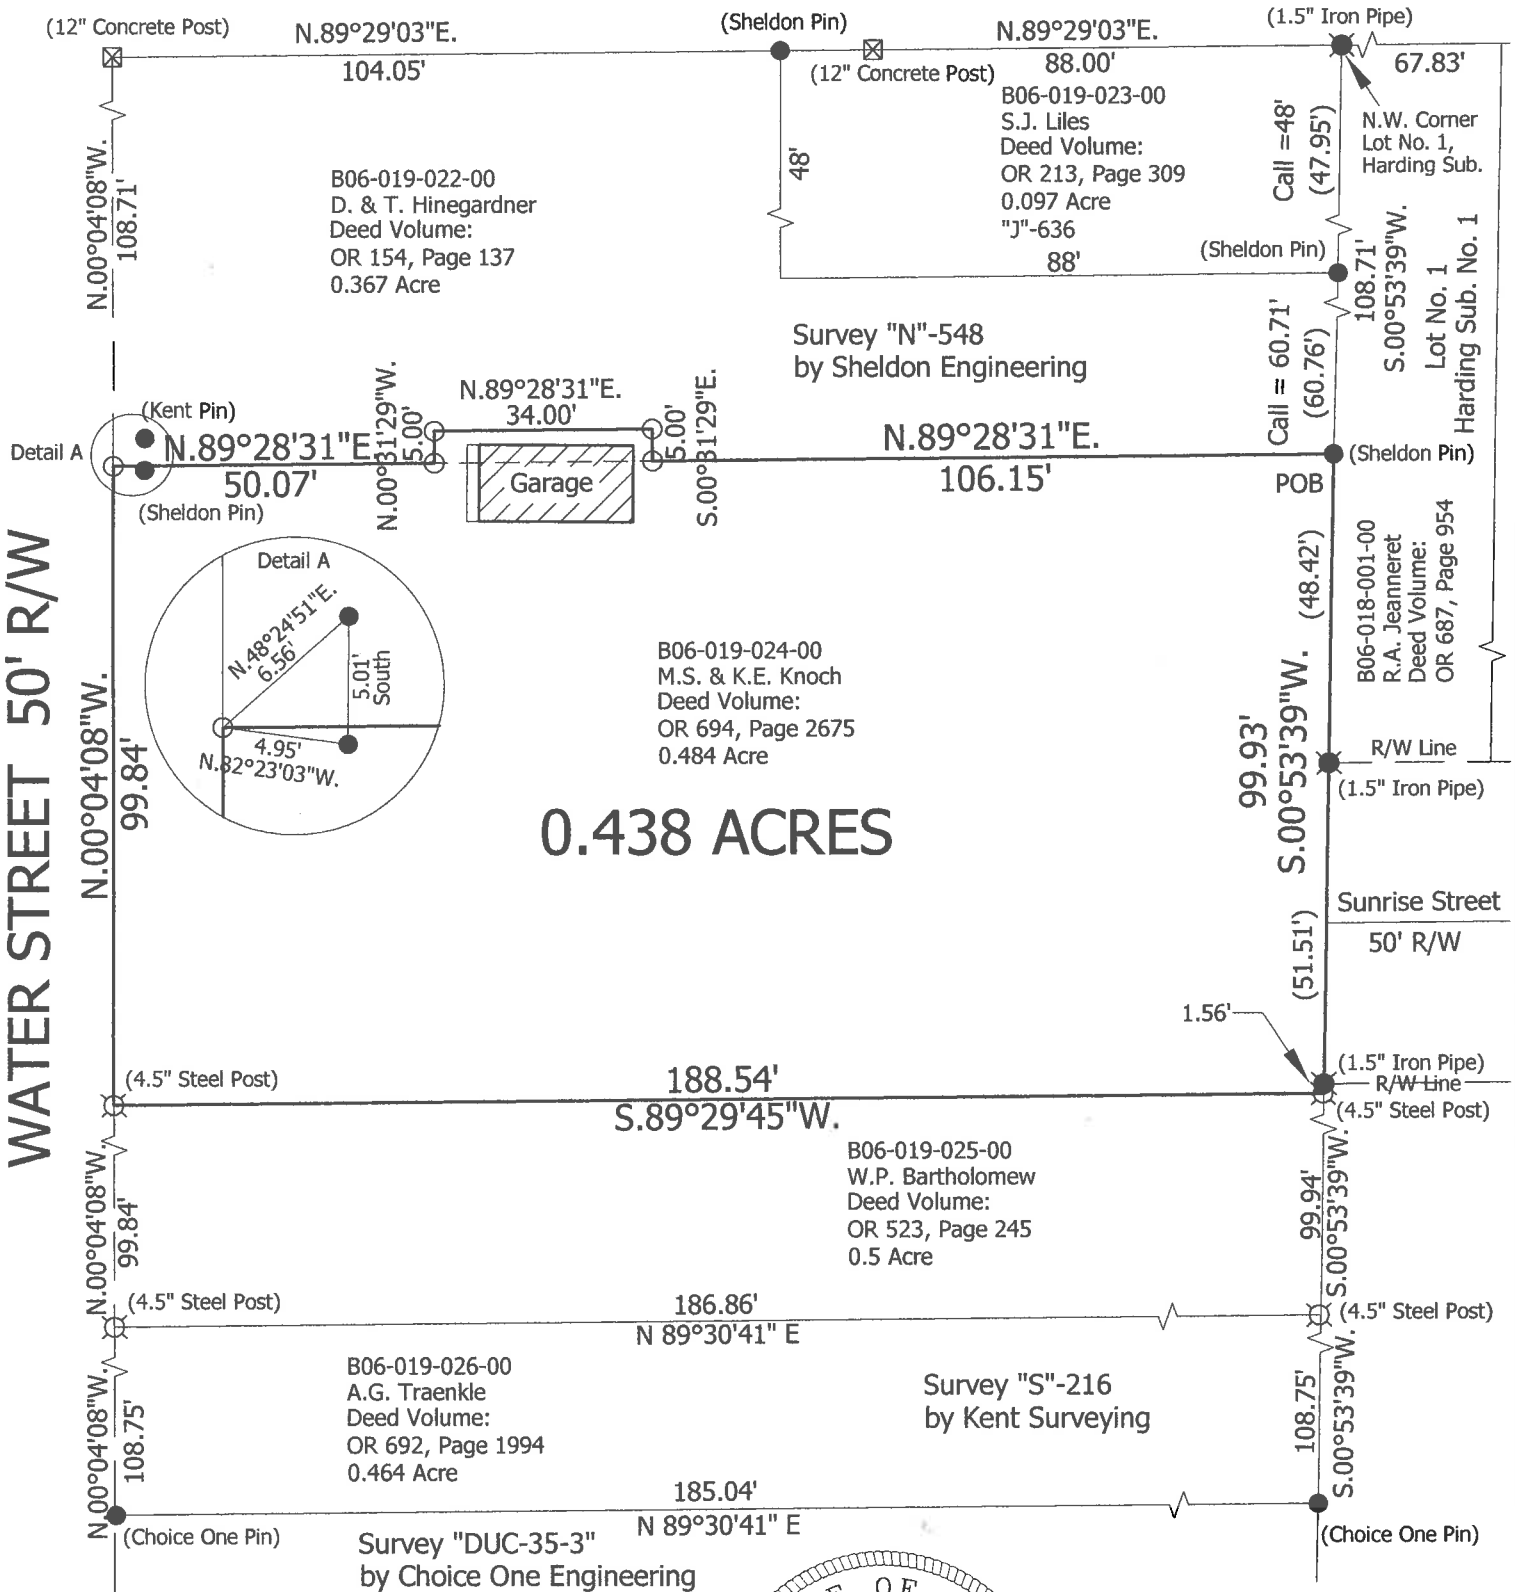 (12" Concrete Post)
N.89°29'03"E.
104.05'
(Sheldon Pin)
(12" Concrete Post)
N.89°29'03"E.
88.00'
(1.5" Iron Pipe)
67.83'
N.W. Corner
Lot No. 1,
Harding Sub.
N.00°04'08"W.
108.71'
B06-019-022-00
D. & T. Hinegardner
Deed Volume:
OR 154, Page 137
0.367 Acre
48'
B06-019-023-00
S.J. Liles
Deed Volume:
OR 213, Page 309
0.097 Acre
"J"-636
88'
(Sheldon Pin)
Call =48'
(47.95')
108.71'
S.00°53'39"W.
Lot No. 1
Harding Sub. No. 1
Survey "N"-548
by Sheldon Engineering
Call = 60.71'
(60.76')
Detail A
(Kent Pin)
N.89°28'31"E.
50.07'
(Sheldon Pin)
N.00°31'29"W.
5.00'
N.89°28'31"E.
34.00'
Garage
5.00'
S.00°31'29"E.
N.89°28'31"E.
106.15'
(Sheldon Pin)
POB
WATER STREET 50' R/W
N.00°04'08"W.
99.84'
Detail A
N.48°24'51"E.
6.56'
5.01'
South
4.95'
N.82°23'03"W.
B06-019-024-00
M.S. & K.E. Knoch
Deed Volume:
OR 694, Page 2675
0.484 Acre
0.438 ACRES
(48.42')
99.93'
S.00°53'39"W.
(51.51')
B06-018-001-00
R.A. Jeanneret
Deed Volume:
OR 687, Page 954
R/W Line
(1.5" Iron Pipe)
Sunrise Street
50' R/W
1.56'
(1.5" Iron Pipe)
R/W Line
(4.5" Steel Post)
(4.5" Steel Post)
188.54'
S.89°29'45"W.
N.00°04'08"W.
99.84'
B06-019-025-00
W.P. Bartholomew
Deed Volume:
OR 523, Page 245
0.5 Acre
99.94'
S.00°53'39"W.
(4.5" Steel Post)
186.86'
N 89°30'41" E
(4.5" Steel Post)
N.00°04'08"W.
108.75'
B06-019-026-00
A.G. Traenkle
Deed Volume:
OR 692, Page 1994
0.464 Acre
Survey "S"-216
by Kent Surveying
108.75'
S.00°53'39"W.
185.04'
N 89°30'41" E
(Choice One Pin)
(Choice One Pin)
Survey "DUC-35-3"
by Choice One Engineering
OF